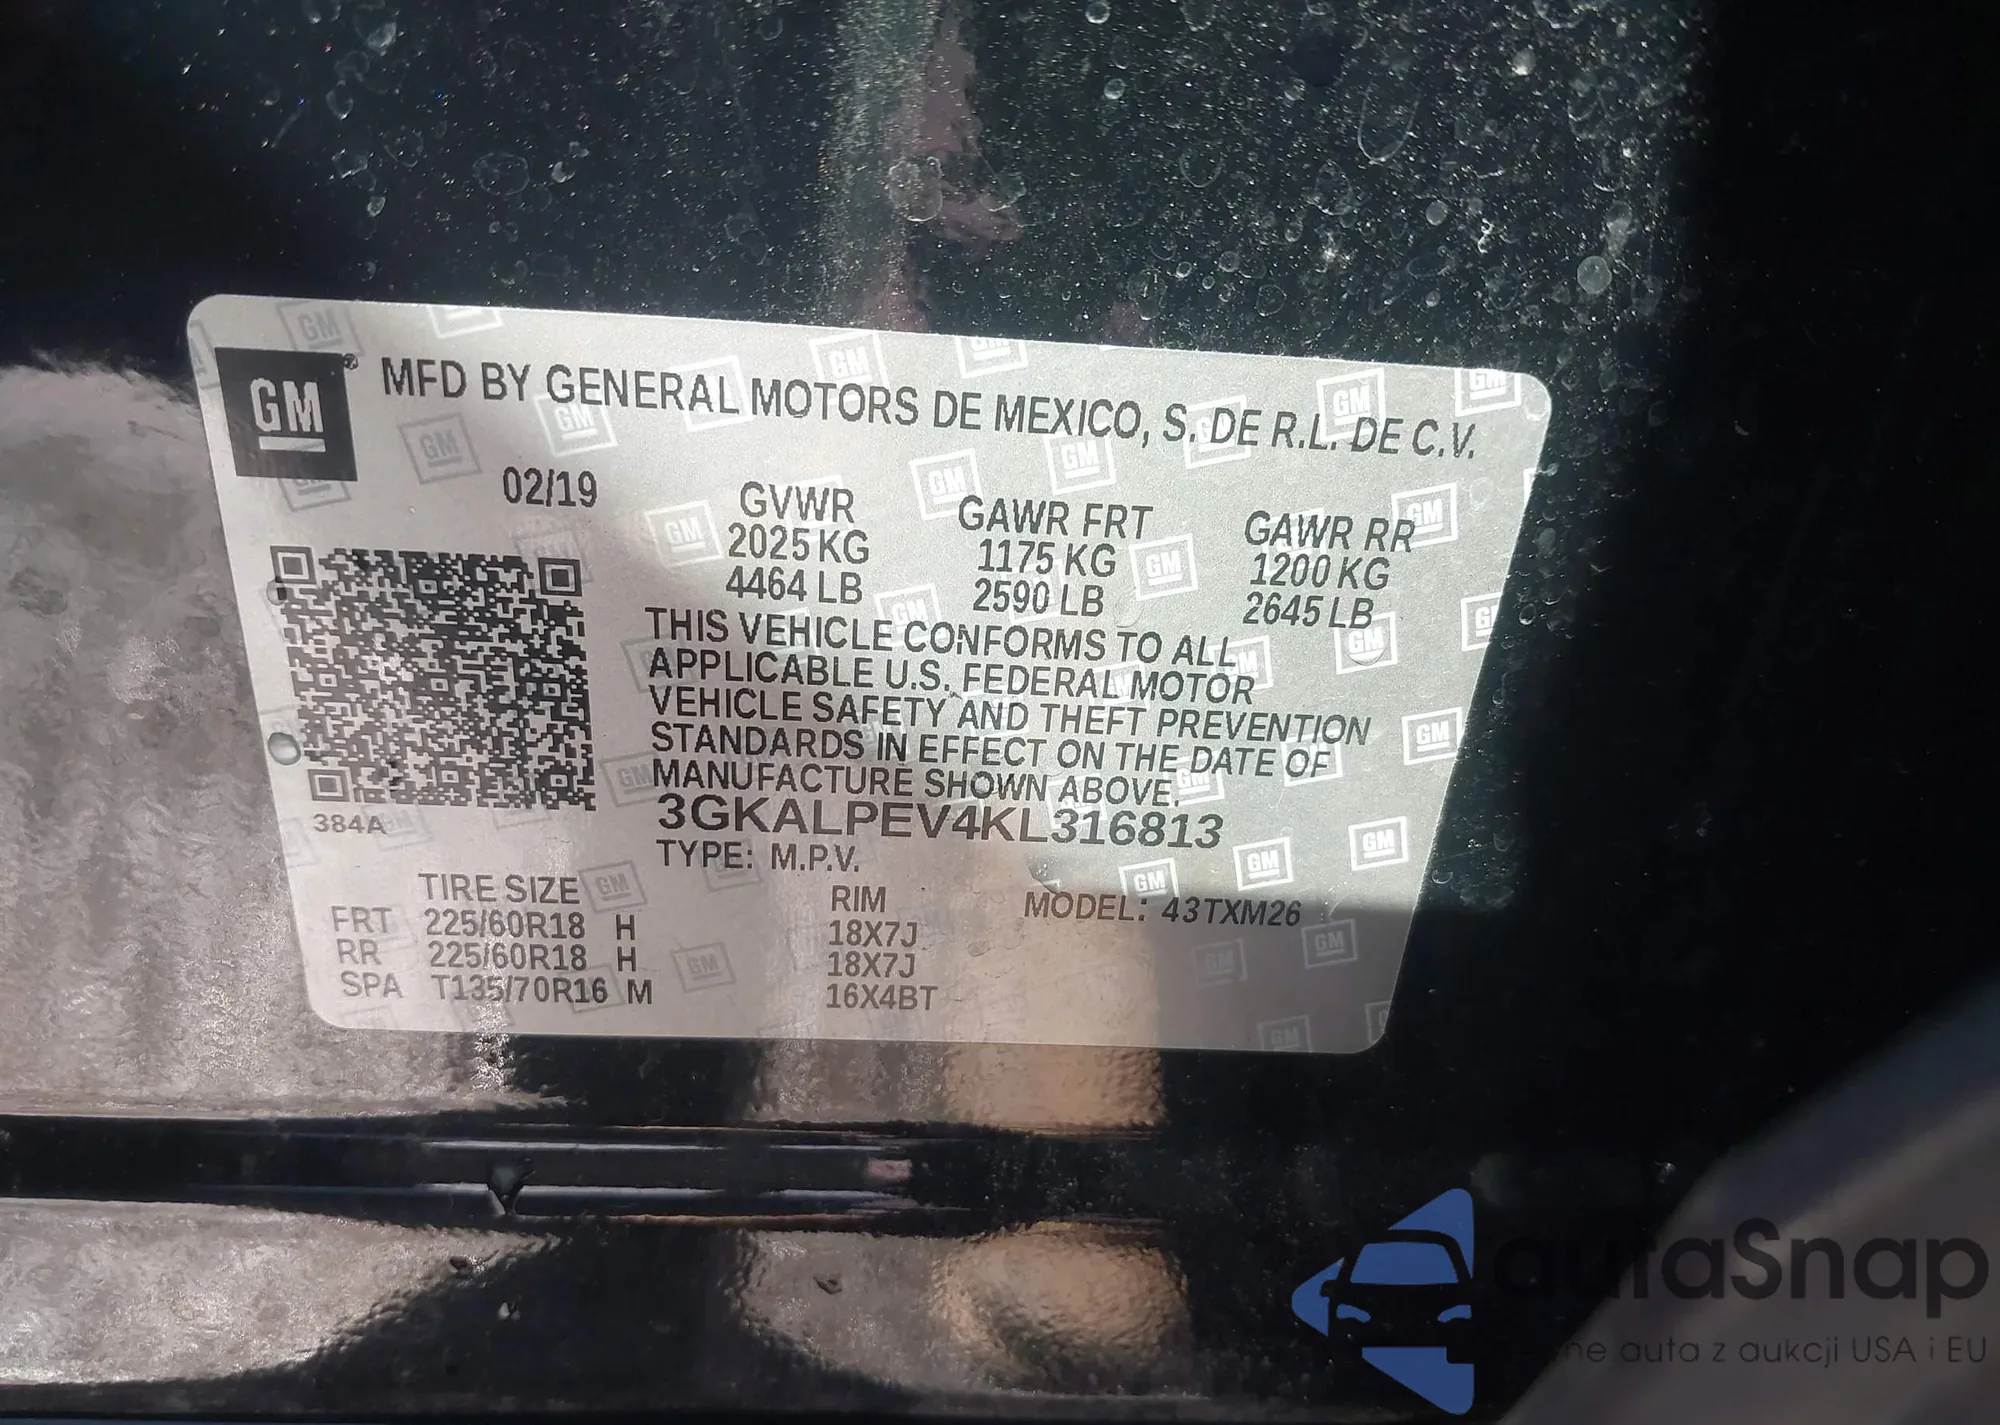 GM
MFD BY GENERAL MOTORS DE MEXICO, S. DE R.L. DE C.V.
02/19
GVWR GAWR FRT GAWR RR
2025 KG 1175 KG 1200 KG
4464 LB 2590 LB 2645 LB
THIS VEHICLE CONFORMS TO ALL
APPLICABLE U.S. FEDERAL MOTOR
VEHICLE SAFETY AND THEFT PREVENTION
STANDARDS IN EFFECT ON THE DATE OF
MANUFACTURE SHOWN ABOVE.
3GKALPEV4KL316813
384A
TYPE: M.P.V.
TIRE SIZE RIM MODEL: 43TXM26
FRT 225/60R18 H 18X7J
RR 225/60R18 H 18X7J
SPA T135/70R16 M 16X4BT
autaSnap
auta z aukcji USA i EU